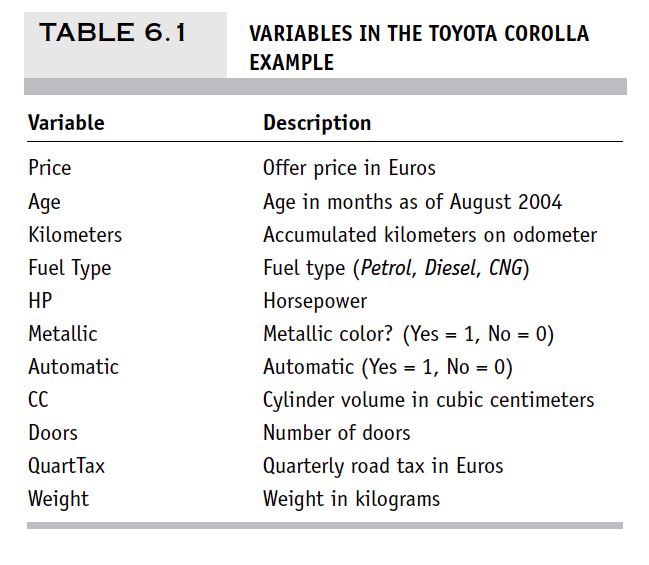 TABLE 6.1
VARIABLES IN THE TOYOTA COROLLA
EXAMPLE
Variable Description
Price Offer price in Euros
Age Age in months as of August 2004
Kilometers Accumulated kilometers on odometer
Fuel Type Fuel type (Petrol, Diesel, CNG)
HP Horsepower
Metallic Metallic color? (Yes = 1, No = 0)
Automatic Automatic (Yes = 1, No = 0)
CC Cylinder volume in cubic centimeters
Doors Number of doors
QuartTax Quarterly road tax in Euros
Weight Weight in kilograms